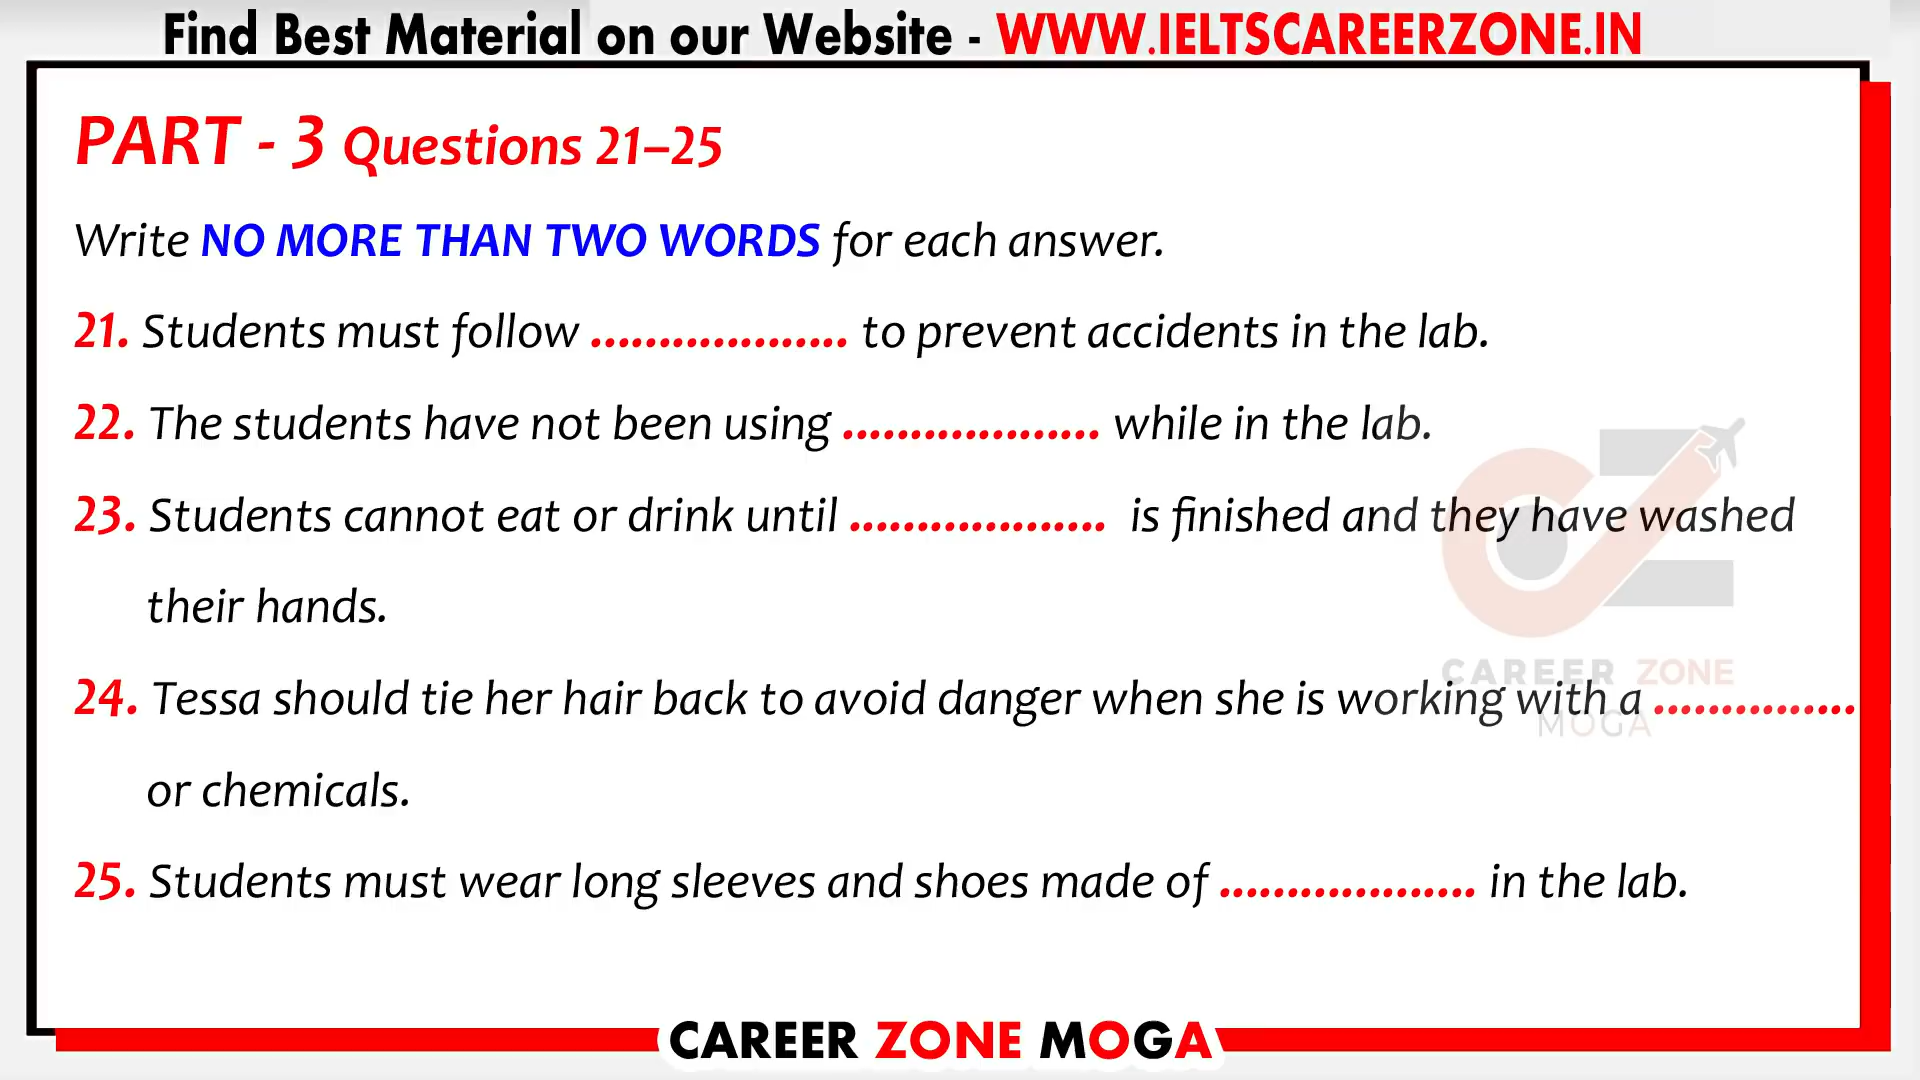 Find Best Material on our Website - WWW.IELTSCAREERZONE.IN
PART - 3 Questions 21–25
Write NO MORE THAN TWO WORDS for each answer.
21. Students must follow ................... to prevent accidents in the lab.
22. The students have not been using ................... while in the lab.
23. Students cannot eat or drink until ................... is finished and they have washed
their hands.
24. Tessa should tie her hair back to avoid danger when she is working with a ...............
or chemicals.
25. Students must wear long sleeves and shoes made of ................... in the lab.
CAREER ZONE
MOGA
CAREER ZONE MOGA